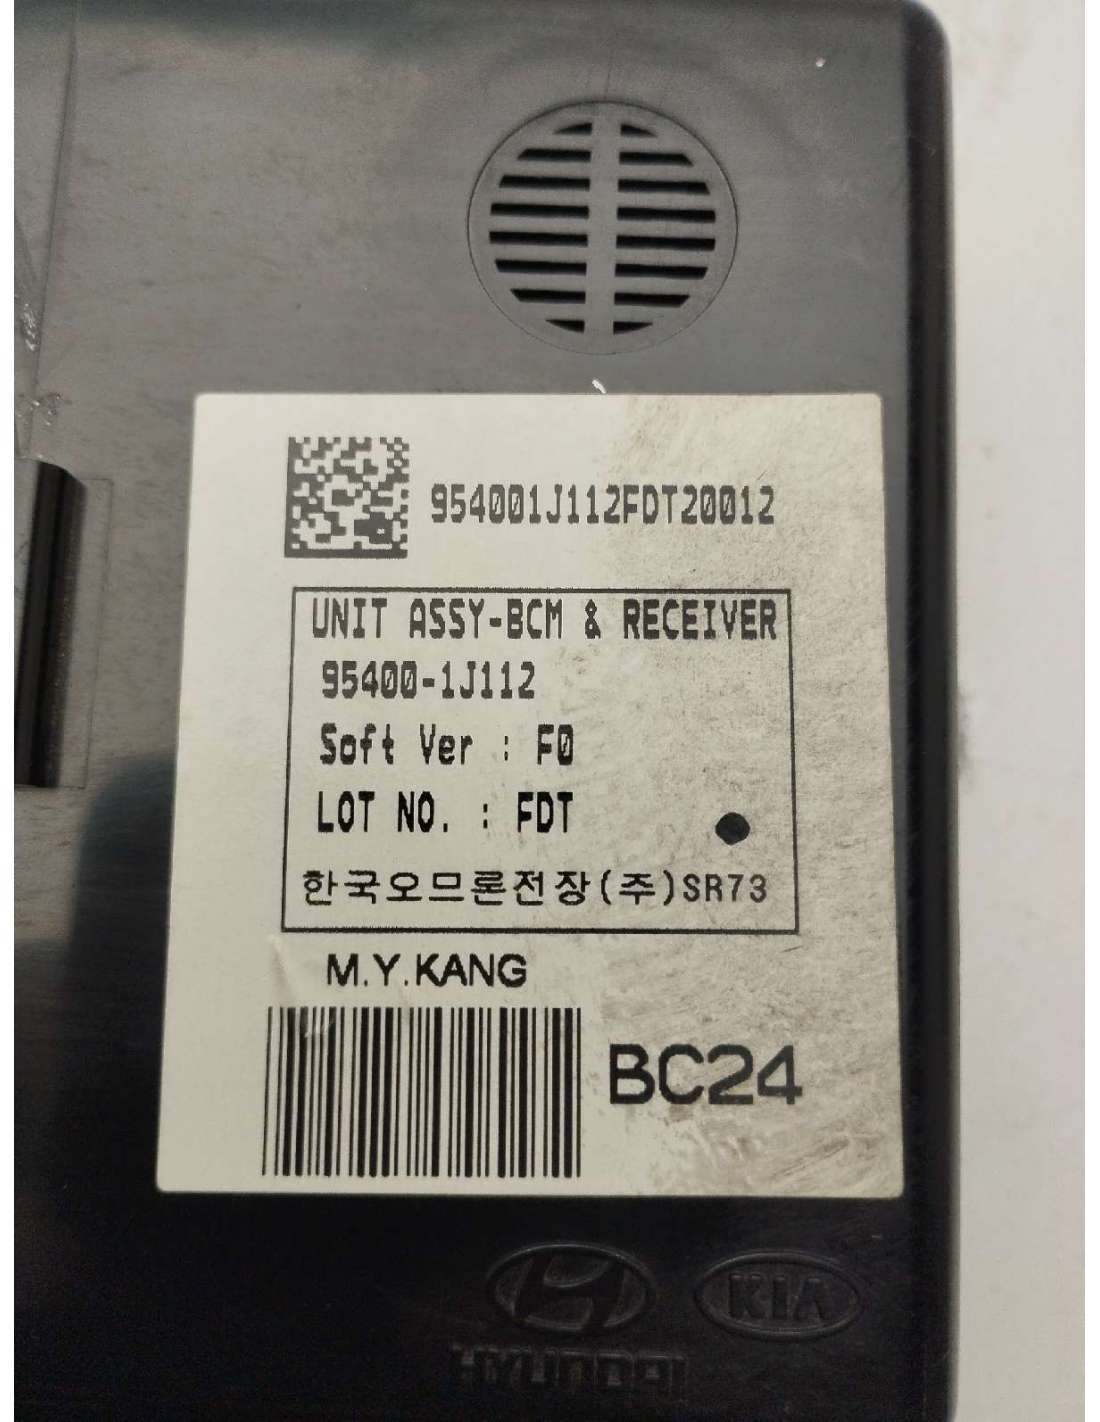 954001J112FDT20012
UNIT ASSY-BCM & RECEIVER
95400-1J112
Soft Ver : F0
LOT NO. : FDT
한국오므론전장(주)SR73
M.Y.KANG
BC24
KIA
HYUNDAI